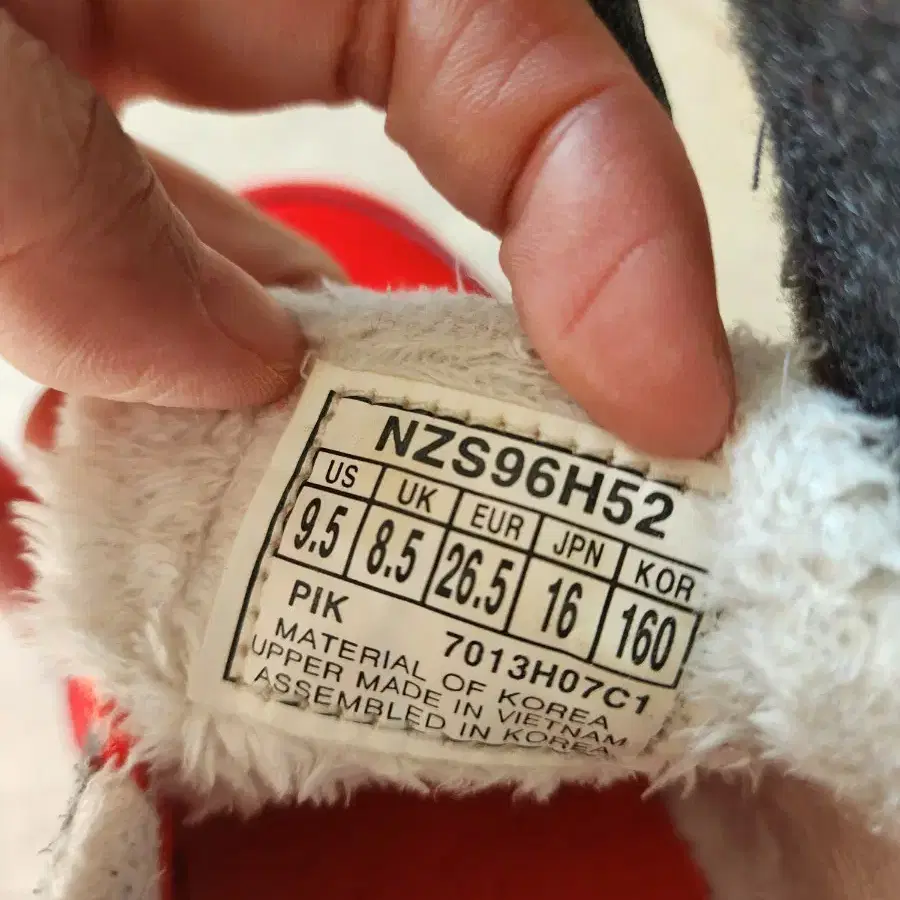 NZS96H52
US UK EUR JPN KOR
9.5 8.5 26.5 16 160
PIK 7013H07C1
MATERIAL OF KOREA
UPPER MADE IN VIETNAM
ASSEMBLED IN KOREA